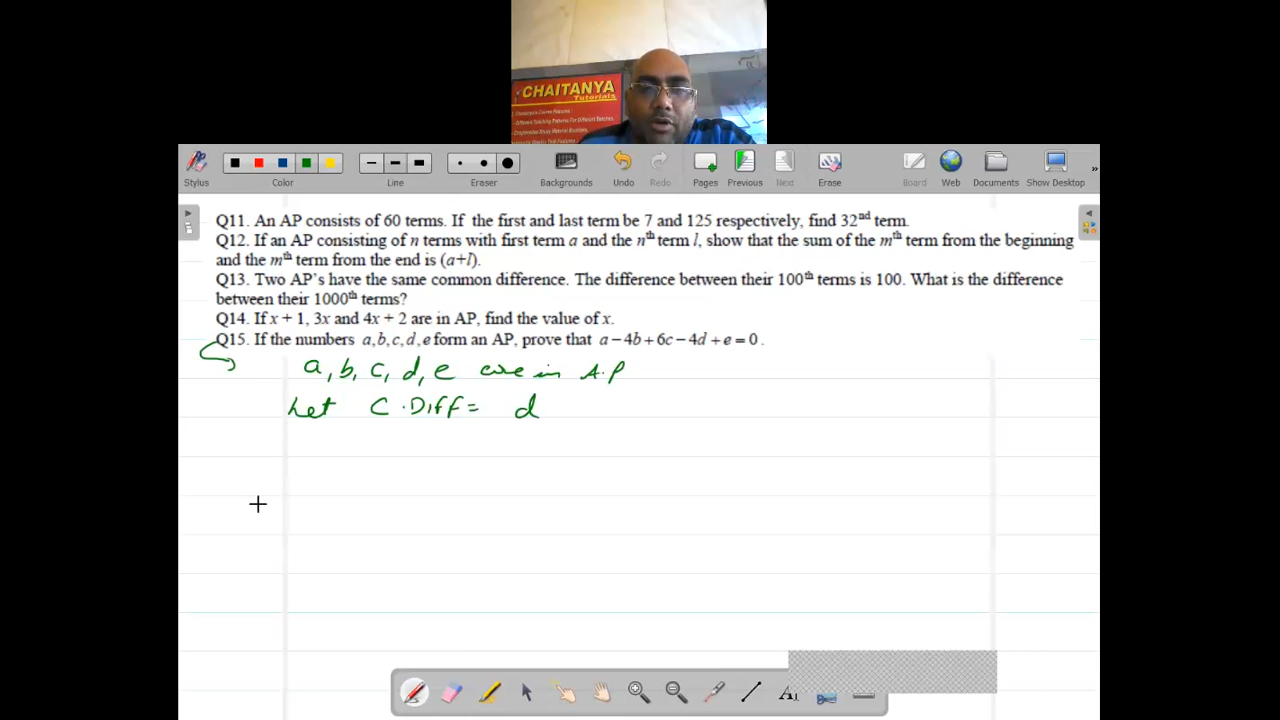 CHAITANYA
Tutorials
Stylus
Color
Line
Eraser
Backgrounds
Undo
Redo
Pages
Previous
Next
Erase
Board
Web
Documents
Show Desktop
»
Q11. An AP consists of 60 terms. If the first and last term be 7 and 125 respectively, find 32nd term.
Q12. If an AP consisting of n terms with first term a and the nth term l, show that the sum of the mth term from the beginning
and the mth term from the end is (a+l).
Q13. Two AP's have the same common difference. The difference between their 100th terms is 100. What is the difference
between their 1000th terms?
Q14. If x + 1, 3x and 4x + 2 are in AP, find the value of x.
Q15. If the numbers a, b, c, d, e form an AP, prove that a − 4b + 6c − 4d + e = 0.
a, b, c, d, e are in A.P
Let C.Diff = d